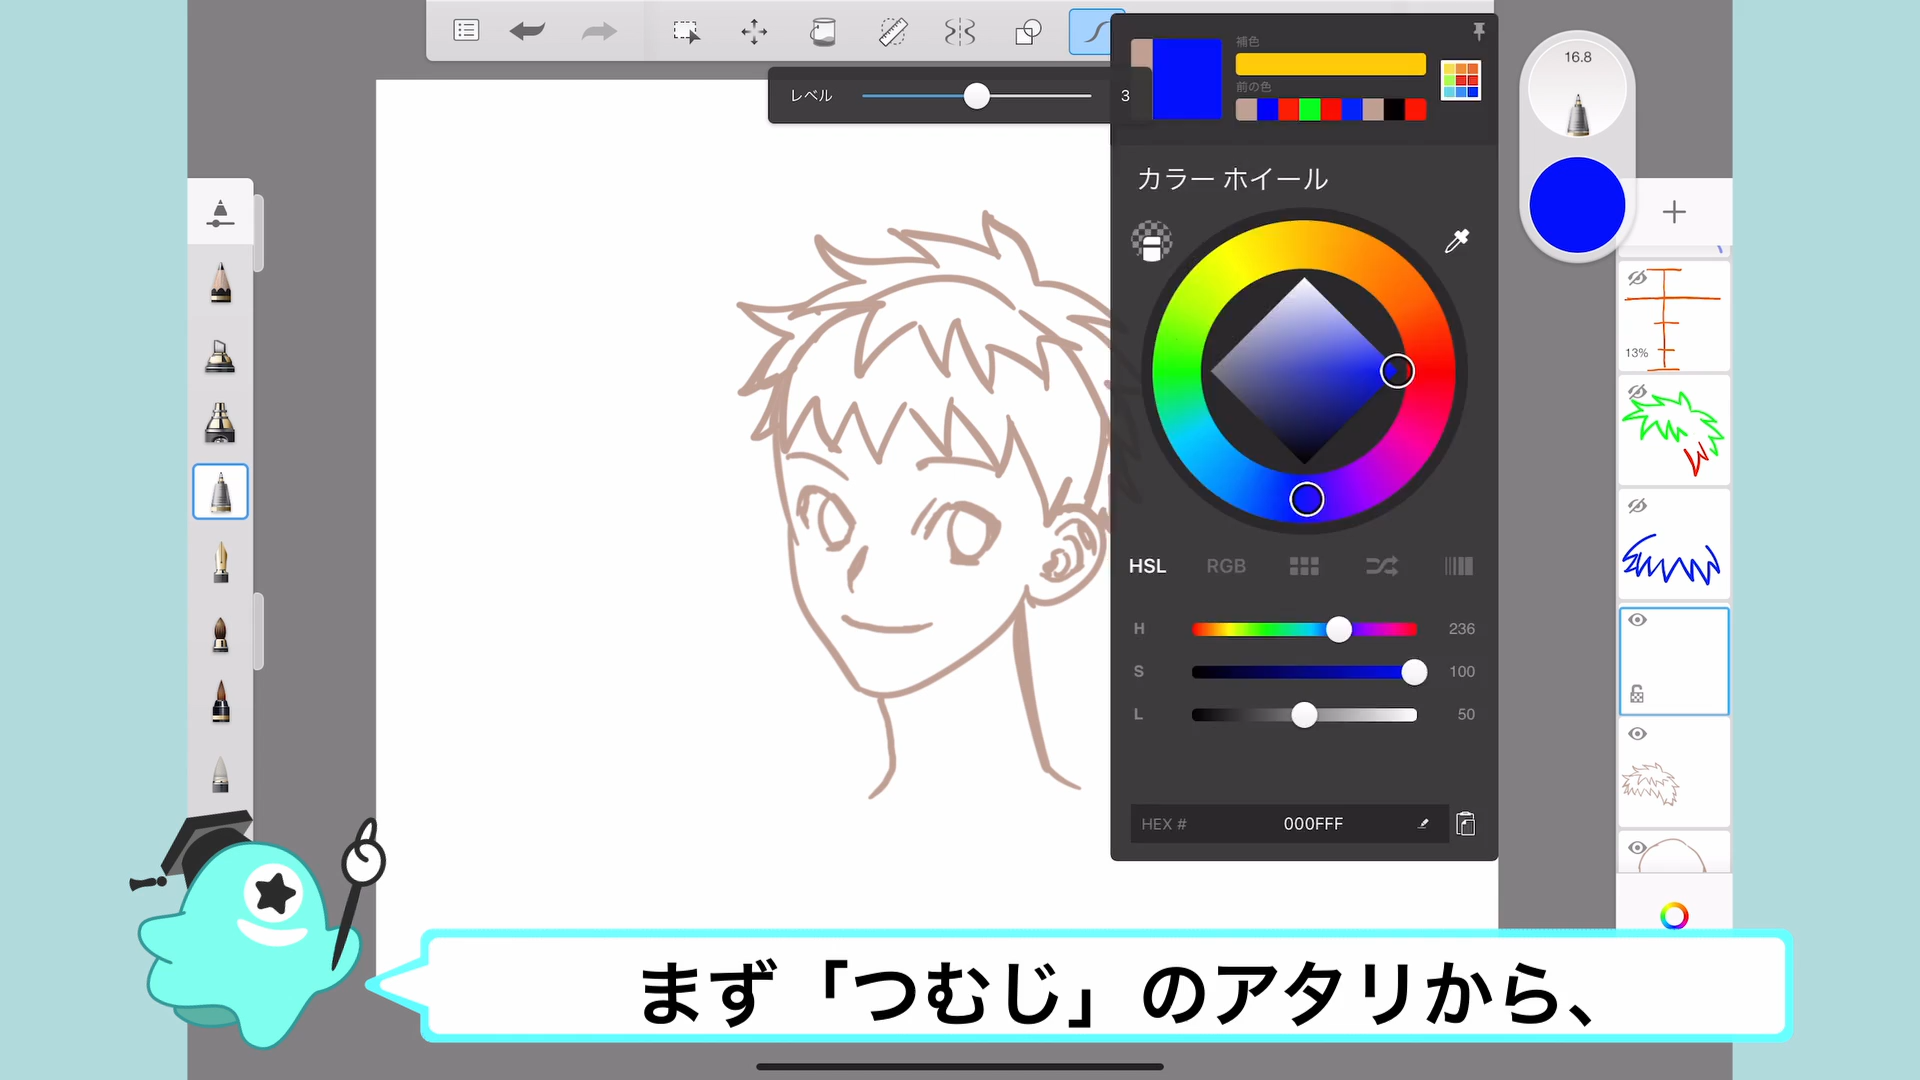 補色
16.8
前の色
レベル
3
カラー ホイール
13%
HSL
RGB
H
236
S
100
L
50
HEX #
000FFF
まず「つむじ」のアタリから、